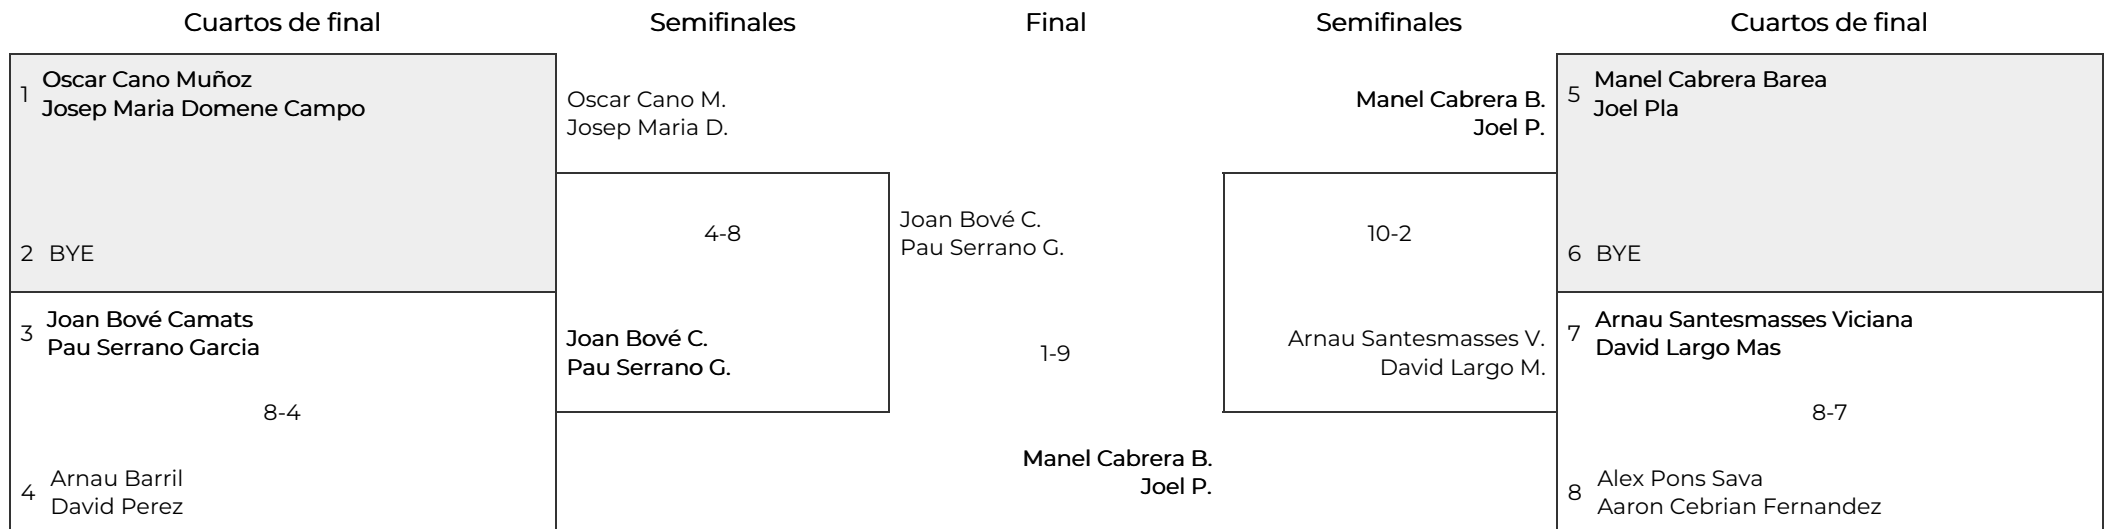 Cuartos de final
Semifinales
Final
Semifinales
Cuartos de final
1
Oscar Cano Muñoz
Josep Maria Domene Campo
2 BYE
3
Joan Bové Camats
Pau Serrano Garcia
8-4
4
Arnau Barril
David Perez
Oscar Cano M.
Josep Maria D.
4-8
Joan Bové C.
Pau Serrano G.
Joan Bové C.
Pau Serrano G.
1-9
Manel Cabrera B.
Joel P.
Manel Cabrera B.
Joel P.
10-2
Arnau Santesmasses V.
David Largo M.
5
Manel Cabrera Barea
Joel Pla
6 BYE
7
Arnau Santesmasses Viciana
David Largo Mas
8-7
8
Alex Pons Sava
Aaron Cebrian Fernandez